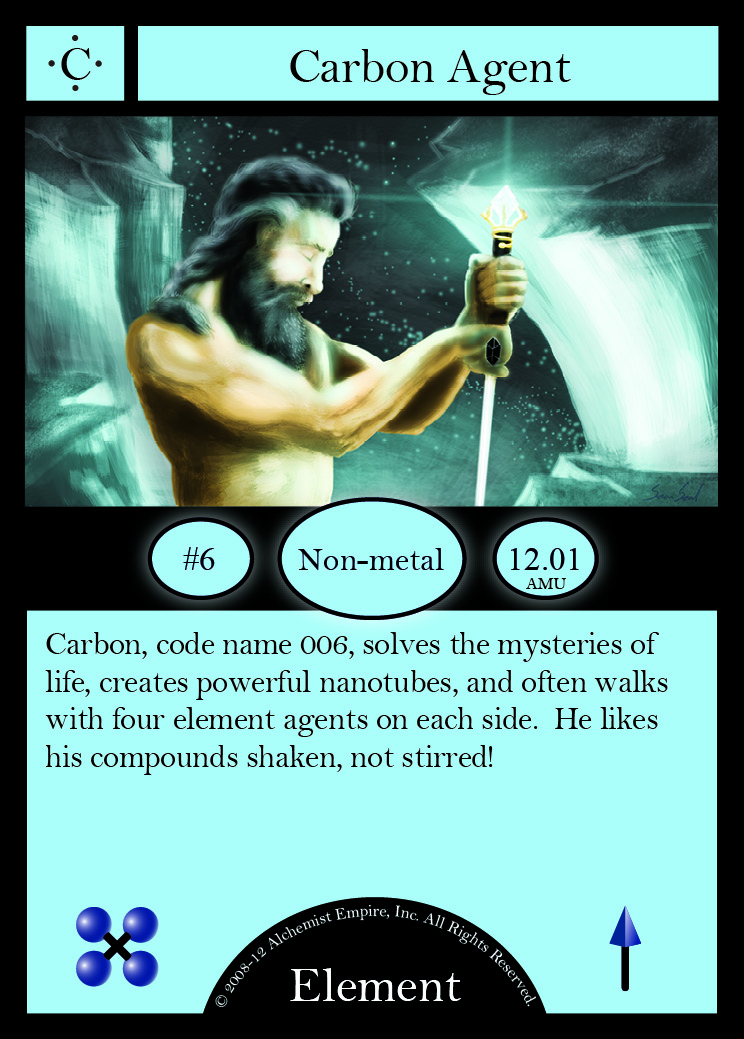 ·C·
Carbon Agent
#6
Non-metal
12.01
AMU
Carbon, code name 006, solves the mysteries of
life, creates powerful nanotubes, and often walks
with four element agents on each side.  He likes
his compounds shaken, not stirred!
© 2008-12 Alchemist Empire, Inc. All Rights Reserved.
Element